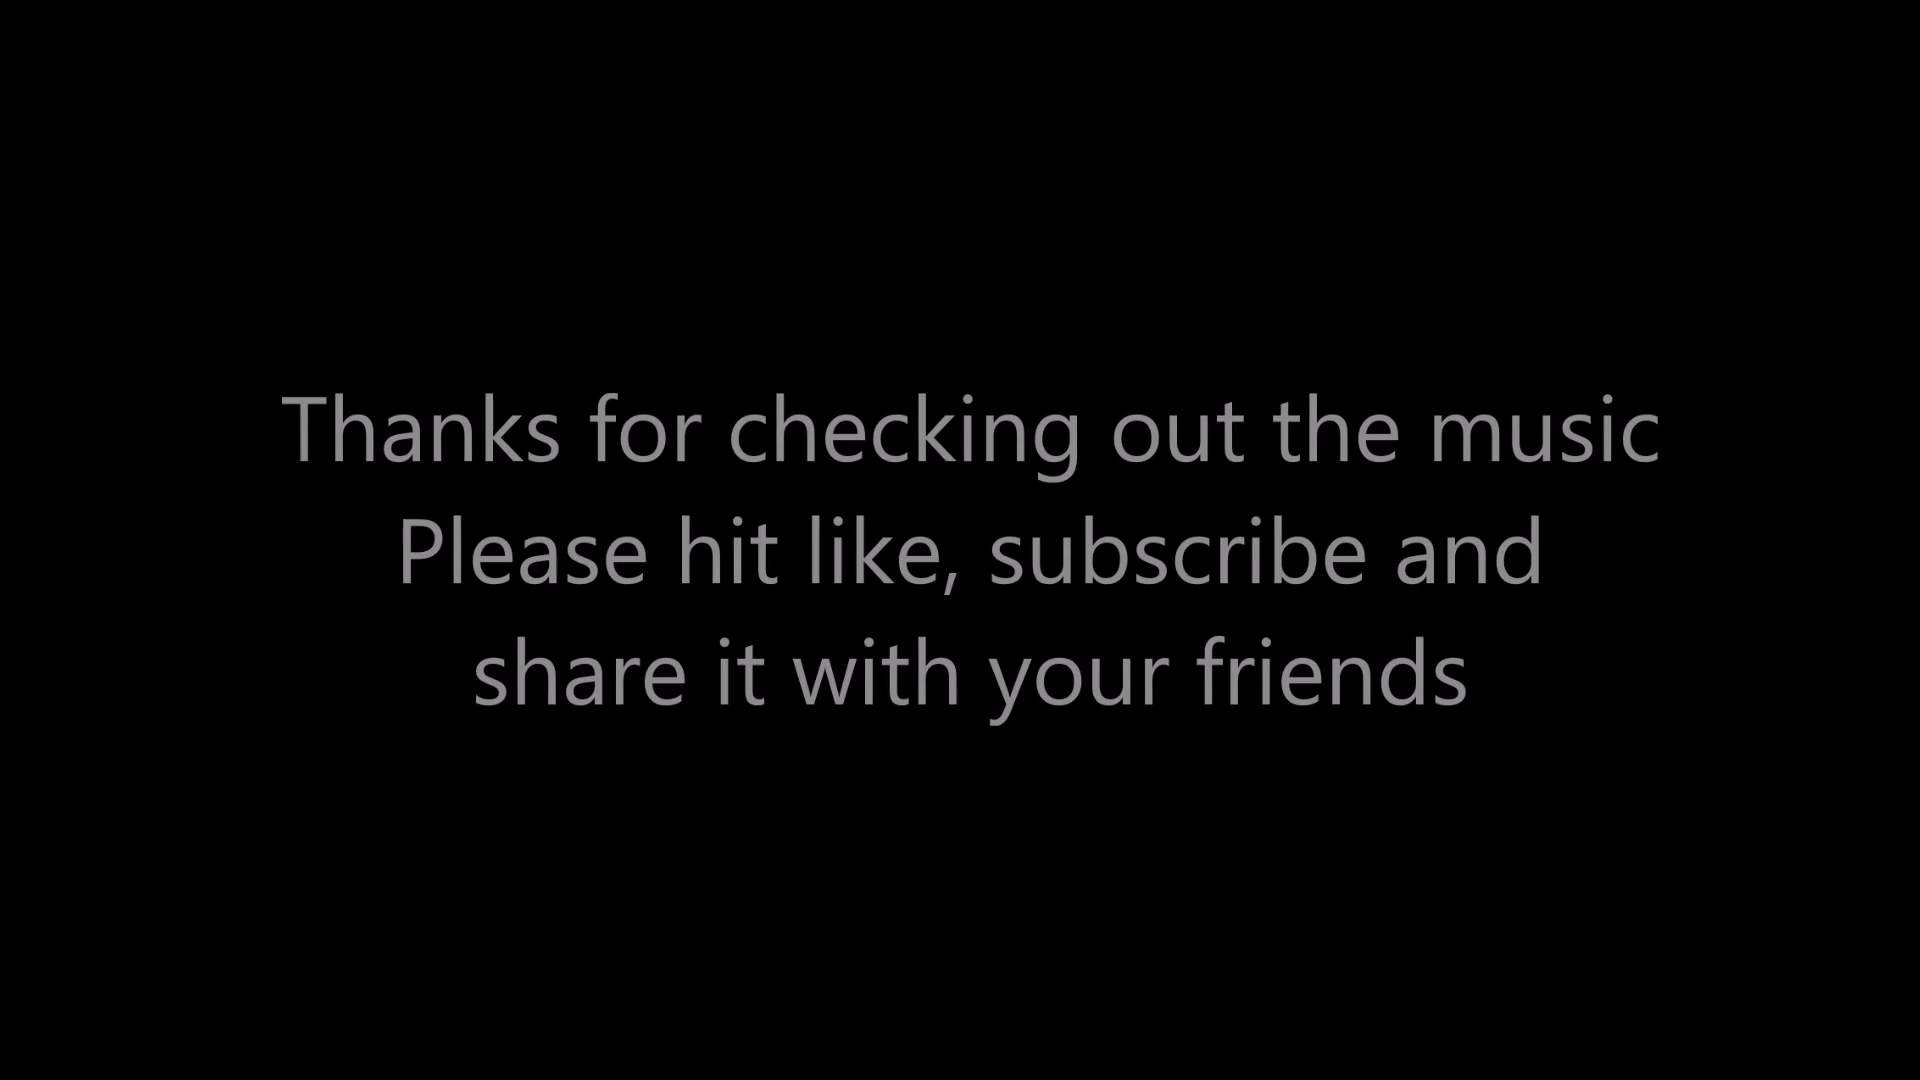 Thanks for checking out the music
Please hit like, subscribe and
share it with your friends